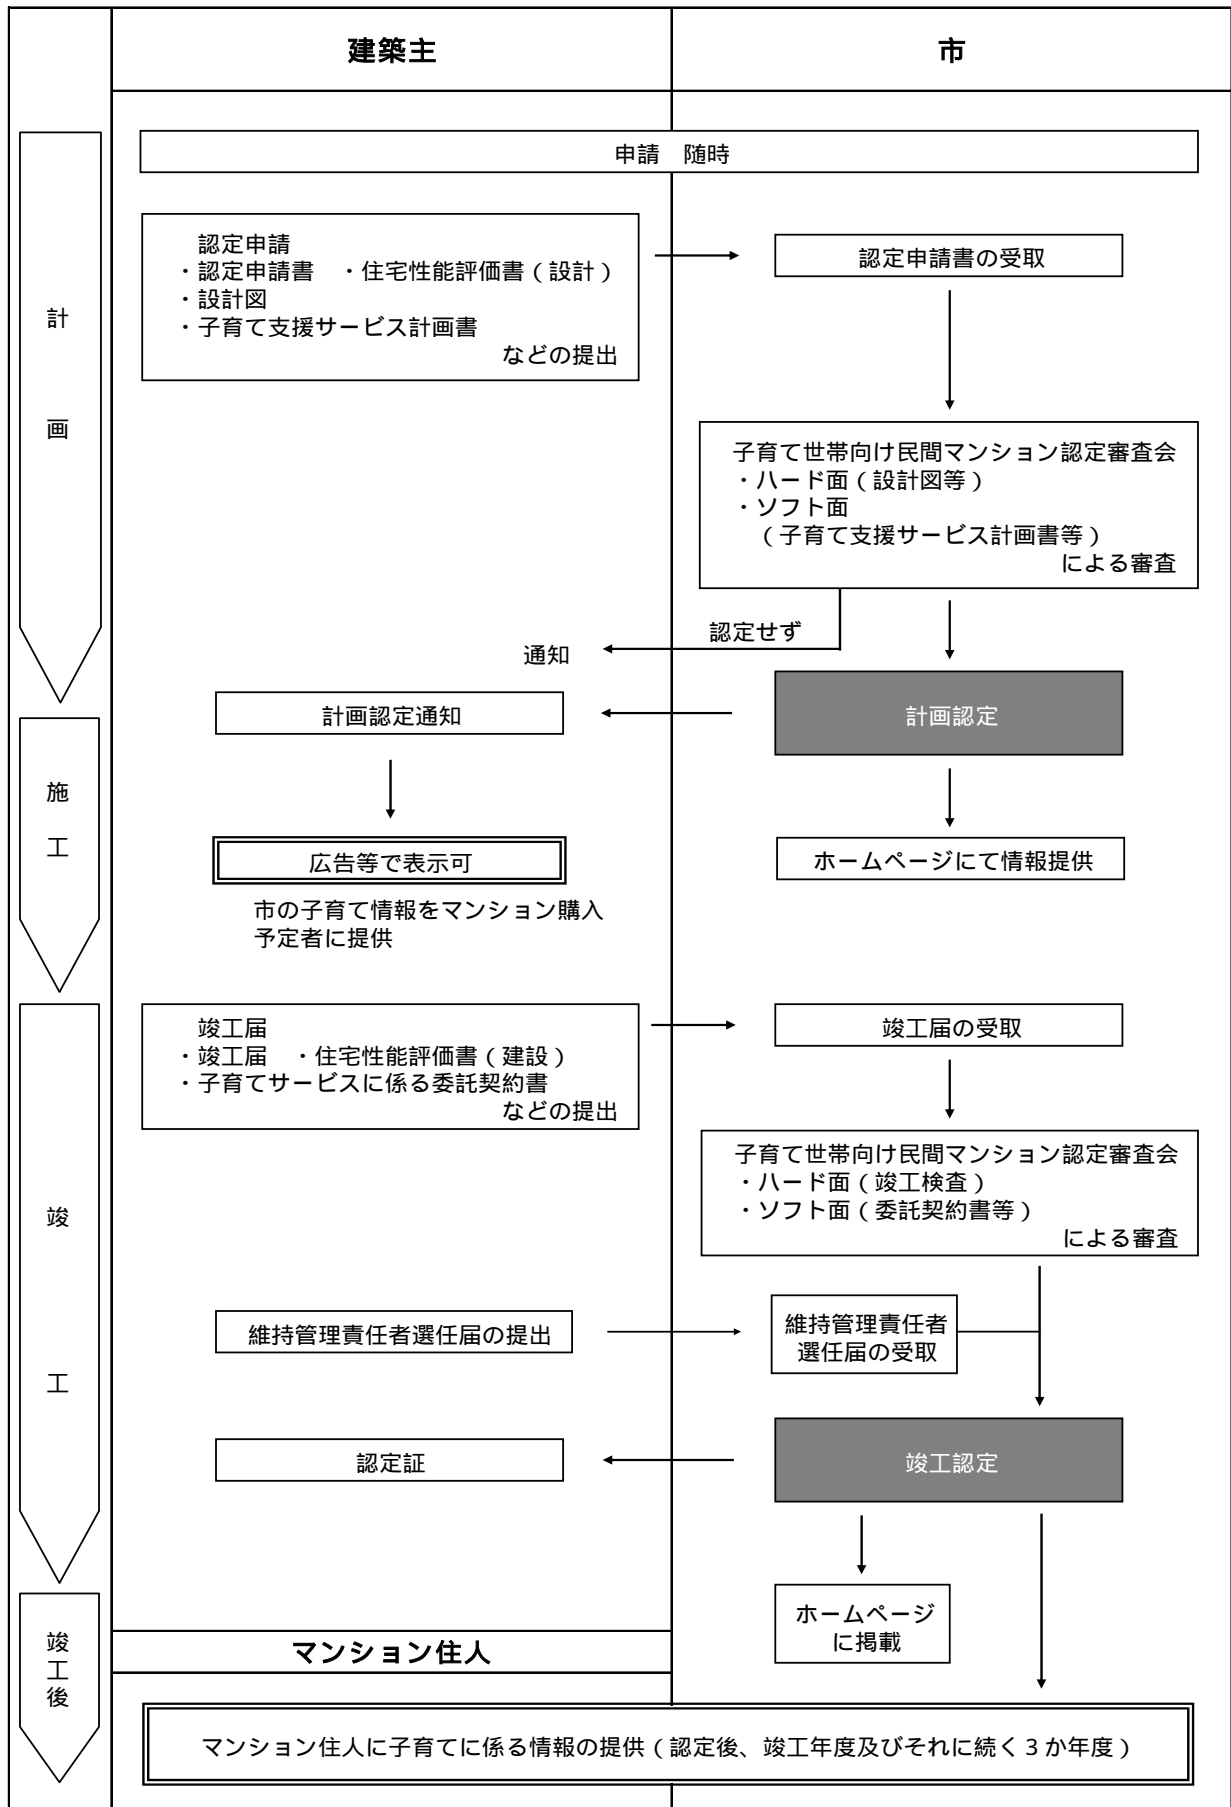 建築主
市
計画
申請　随時
認定申請
・認定申請書　・住宅性能評価書（設計）
・設計図
・子育て支援サービス計画書
などの提出
認定申請書の受取
子育て世帯向け民間マンション認定審査会
・ハード面（設計図等）
・ソフト面
（子育て支援サービス計画書等）
による審査
認定せず
通知
施工
計画認定通知
計画認定
広告等で表示可
ホームページにて情報提供
市の子育て情報をマンション購入
予定者に提供
竣工
竣工届
・竣工届　・住宅性能評価書（建設）
・子育てサービスに係る委託契約書
などの提出
竣工届の受取
子育て世帯向け民間マンション認定審査会
・ハード面（竣工検査）
・ソフト面（委託契約書等）
による審査
維持管理責任者選任届の提出
維持管理責任者
選任届の受取
認定証
竣工認定
ホームページ
に掲載
竣工後
マンション住人
マンション住人に子育てに係る情報の提供（認定後、竣工年度及びそれに続く３か年度）